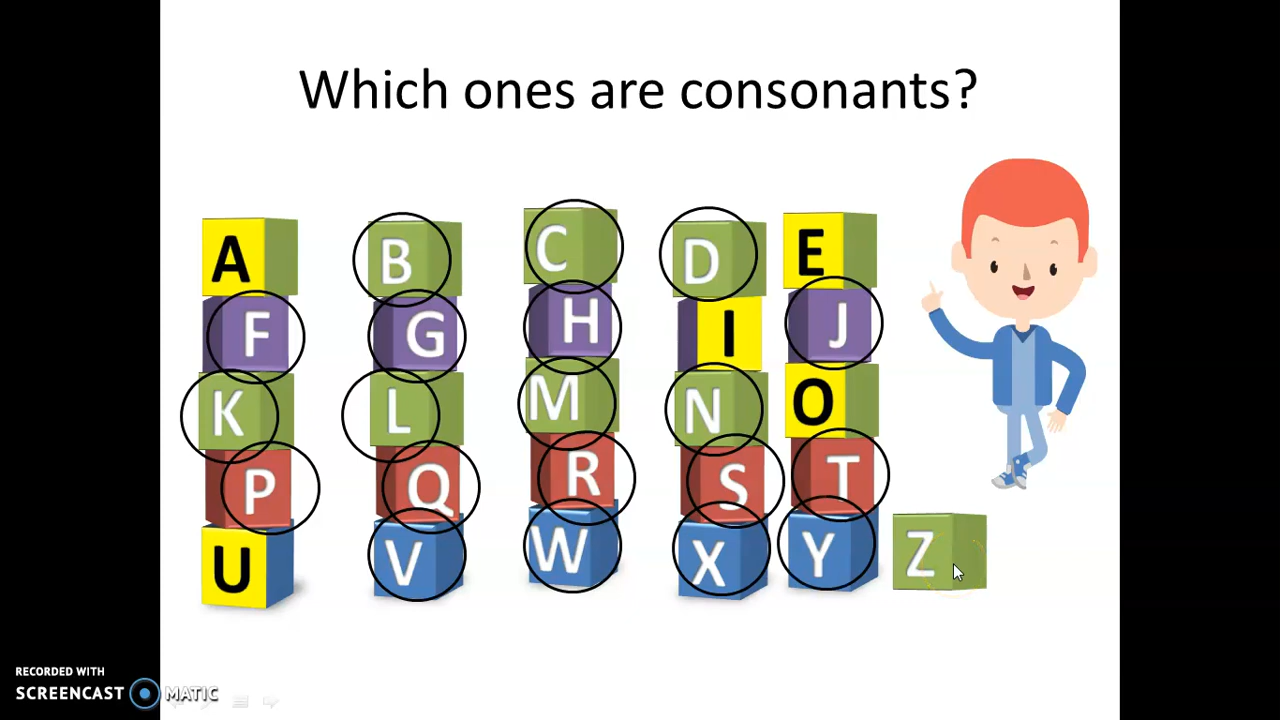 Which ones are consonants?
A B C D E
F G H I J
K L M N O
P Q R S T
U V W X Y Z
RECORDED WITH
SCREENCAST MATIC